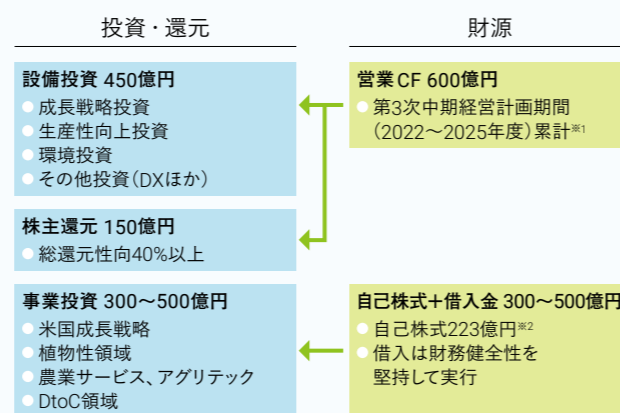 投資・還元
設備投資 450億円
成長戦略投資
生産性向上投資
環境投資
その他投資（DXほか）
株主還元 150億円
総還元性向40％以上
事業投資 300〜500億円
米国成長戦略
植物性領域
農業サービス、アグリテック
DtoC領域
財源
営業CF 600億円
第3次中期経営計画期間
（2022〜2025年度）累計※1
自己株式＋借入金 300〜500億円
自己株式223億円※2
借入は財務健全性を
堅持して実行